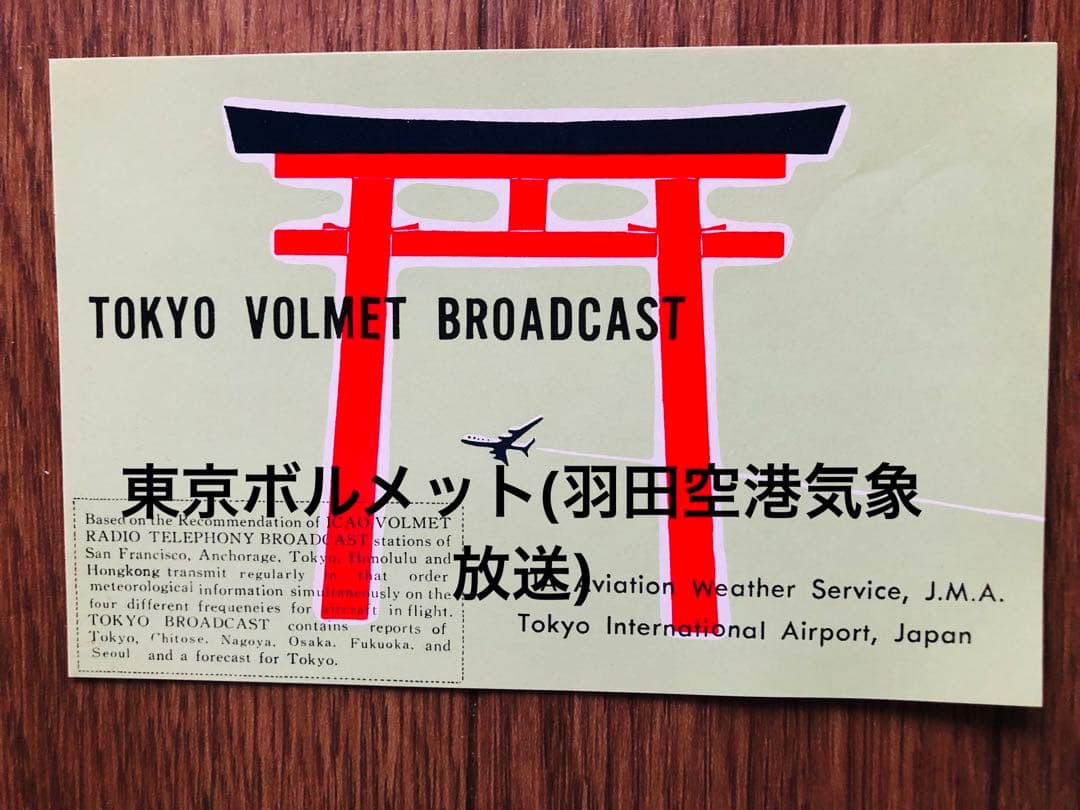 TOKYO VOLMET BROADCAST
東京ボルメット(羽田空港気象
放送)
Based on the Recommendation of ICAO VOLMET
RADIO TELEPHONY BROADCAST stations of
San Francisco, Anchorage, Tokyo, Honolulu and
Hongkong transmit regularly in that order
meteorological information simultaneously on the
four different frequencies for aircraft in flight.
TOKYO BROADCAST contains reports of
Tokyo, Chitose, Nagoya, Osaka, Fukuoka, and
Seoul and a forecast for Tokyo.
Aviation Weather Service, J.M.A.
Tokyo International Airport, Japan